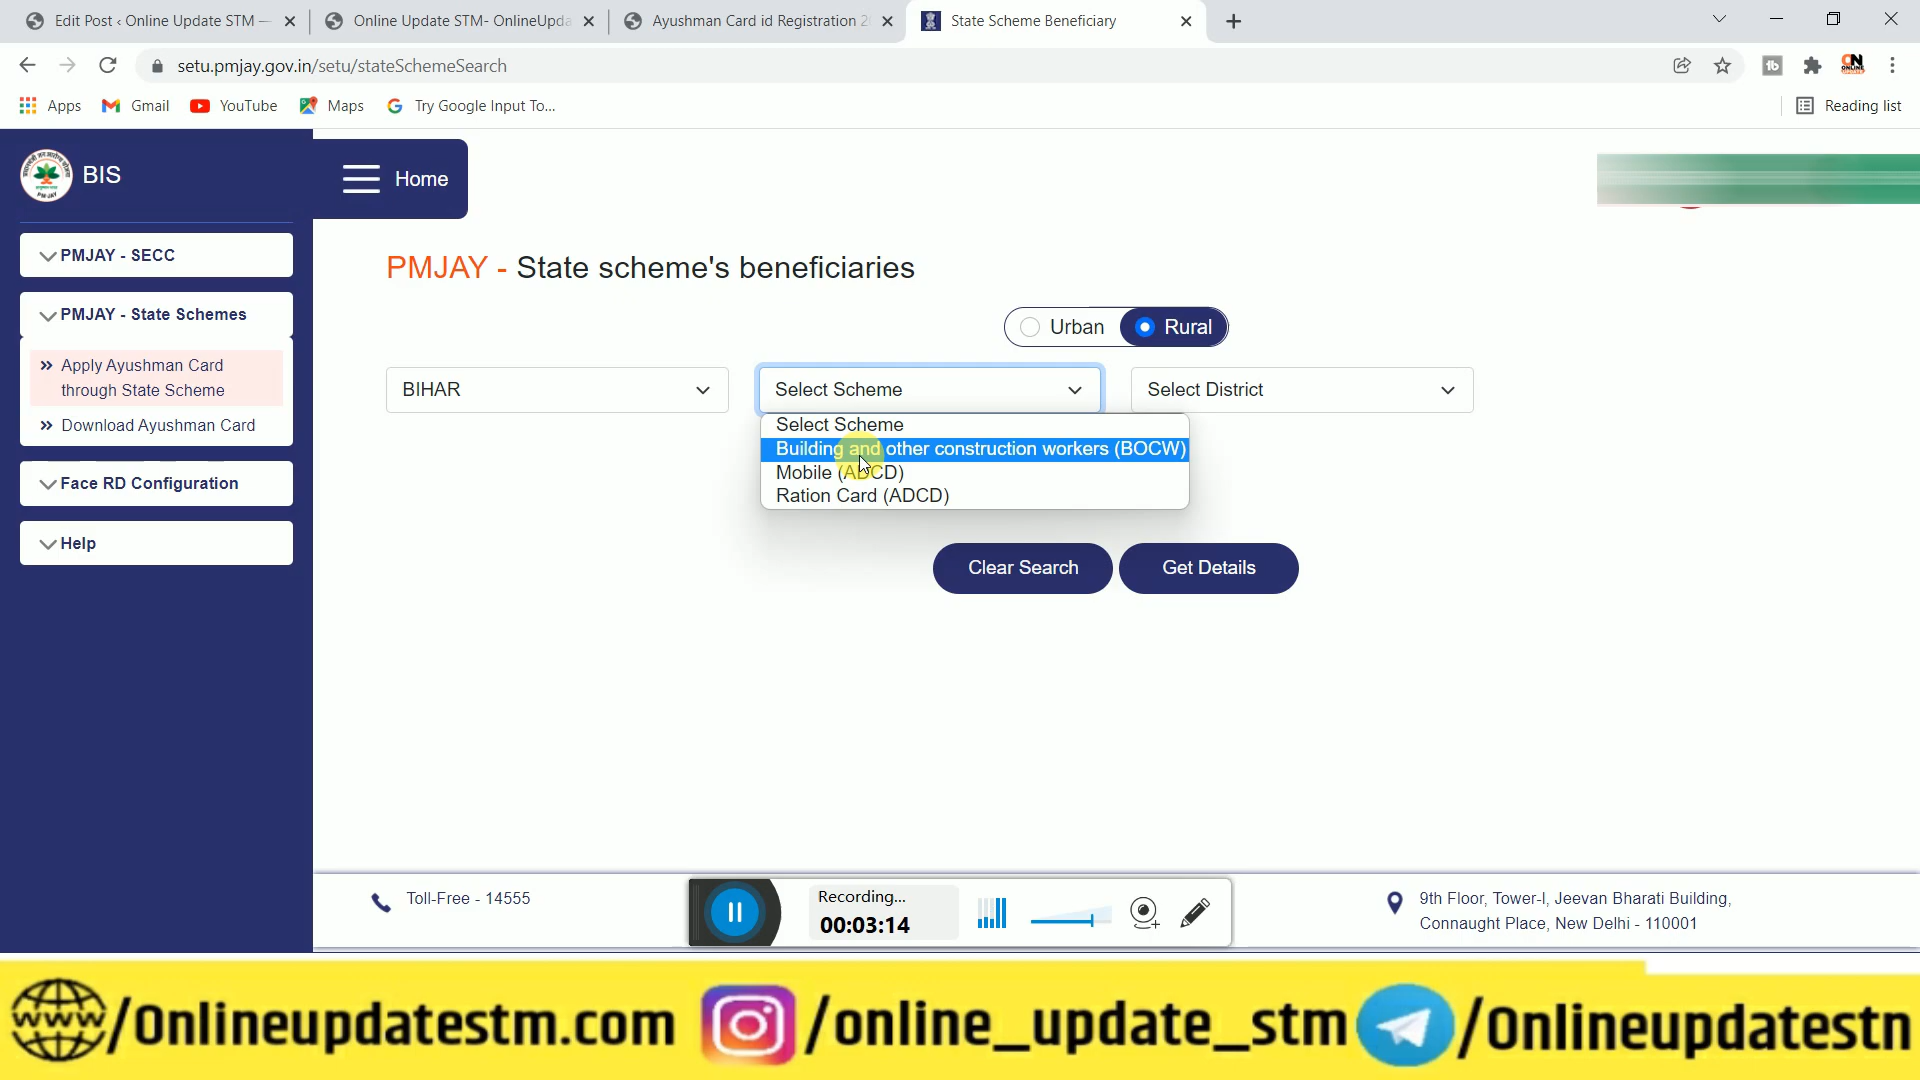 Edit Post ‹ Online Update STM —
Online Update STM- OnlineUpda
Ayushman Card id Registration 2
State Scheme Beneficiary
setu.pmjay.gov.in/setu/stateSchemeSearch
Apps
Gmail
YouTube
Maps
Try Google Input To...
Reading list
BIS
Home
PMJAY - SECC
PMJAY - State Schemes
Apply Ayushman Card
through State Scheme
Download Ayushman Card
Face RD Configuration
Help
PMJAY - State scheme's beneficiaries
Urban
Rural
BIHAR
Select Scheme
Select District
Select Scheme
Building and other construction workers (BOCW)
Mobile (ADCD)
Ration Card (ADCD)
Clear Search
Get Details
Toll-Free - 14555
Recording...
00:03:14
9th Floor, Tower-I, Jeevan Bharati Building,
Connaught Place, New Delhi - 110001
www/Onlineupdatestm.com
/online_update_stm
/Onlineupdatestn